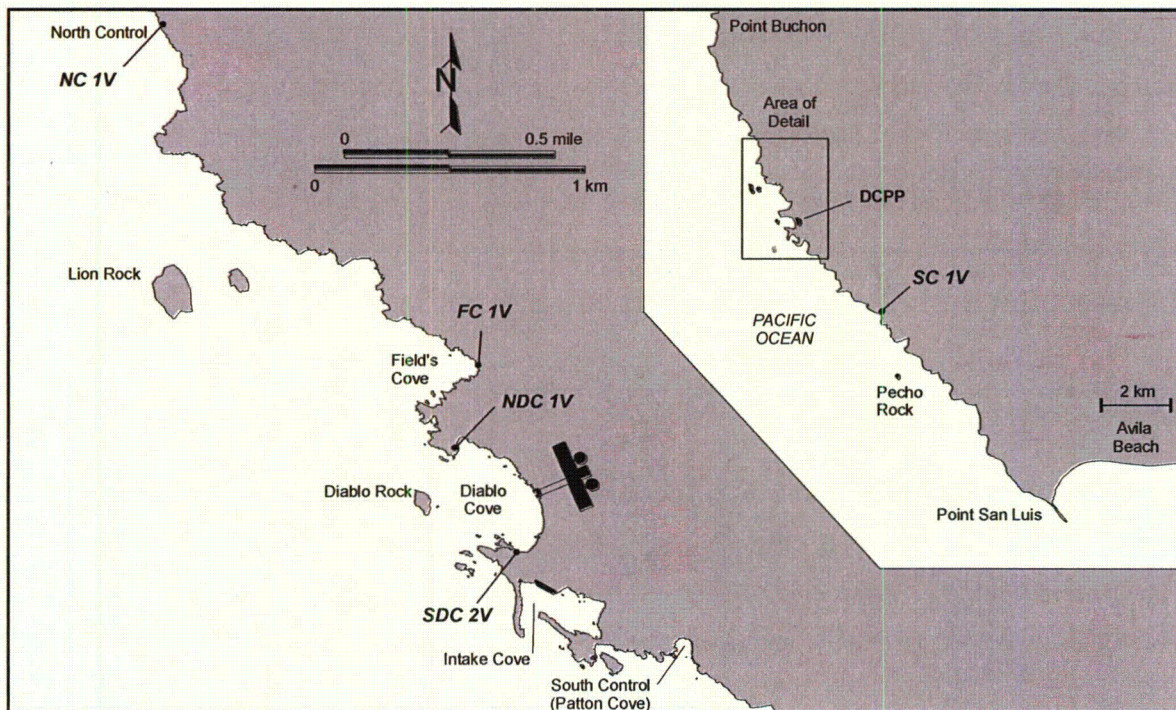 North Control
NC 1V
N
0 0.5 mile
0 1 km
Lion Rock
FC 1V
Field's
Cove
NDC 1V
Diablo Rock
Diablo
Cove
SDC 2V
Intake Cove
South Control
(Patton Cove)
Point Buchon
Area of
Detail
DCPP
SC 1V
PACIFIC
OCEAN
Pecho
Rock
2 km
Avila
Beach
Point San Luis